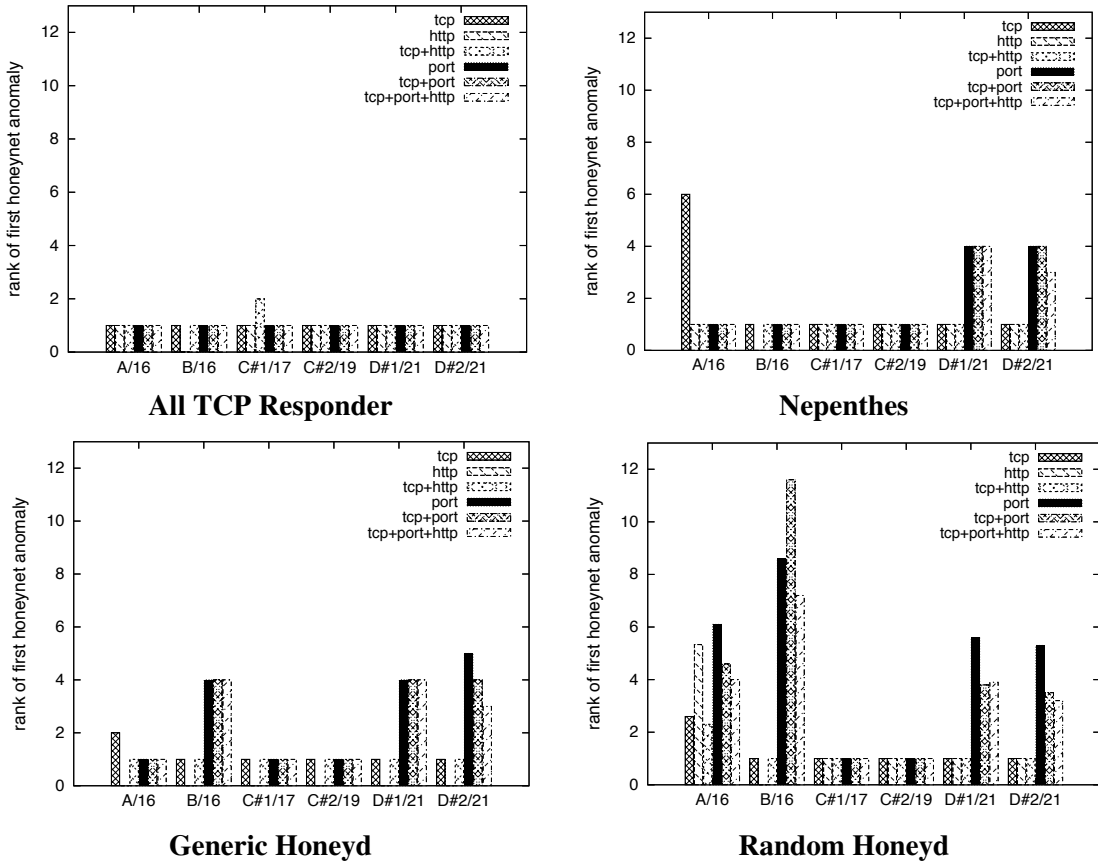 12
10
8
6
4
2
0
rank of first honeynet anomaly
tcp
http
tcp+http
port
tcp+port
tcp+port+http
A/16 B/16 C#1/17 C#2/19 D#1/21 D#2/21
All TCP Responder
12
10
8
6
4
2
0
rank of first honeynet anomaly
tcp
http
tcp+http
port
tcp+port
tcp+port+http
A/16 B/16 C#1/17 C#2/19 D#1/21 D#2/21
Nepenthes
12
10
8
6
4
2
0
rank of first honeynet anomaly
tcp
http
tcp+http
port
tcp+port
tcp+port+http
A/16 B/16 C#1/17 C#2/19 D#1/21 D#2/21
Generic Honeyd
12
10
8
6
4
2
0
rank of first honeynet anomaly
tcp
http
tcp+http
port
tcp+port
tcp+port+http
A/16 B/16 C#1/17 C#2/19 D#1/21 D#2/21
Random Honeyd